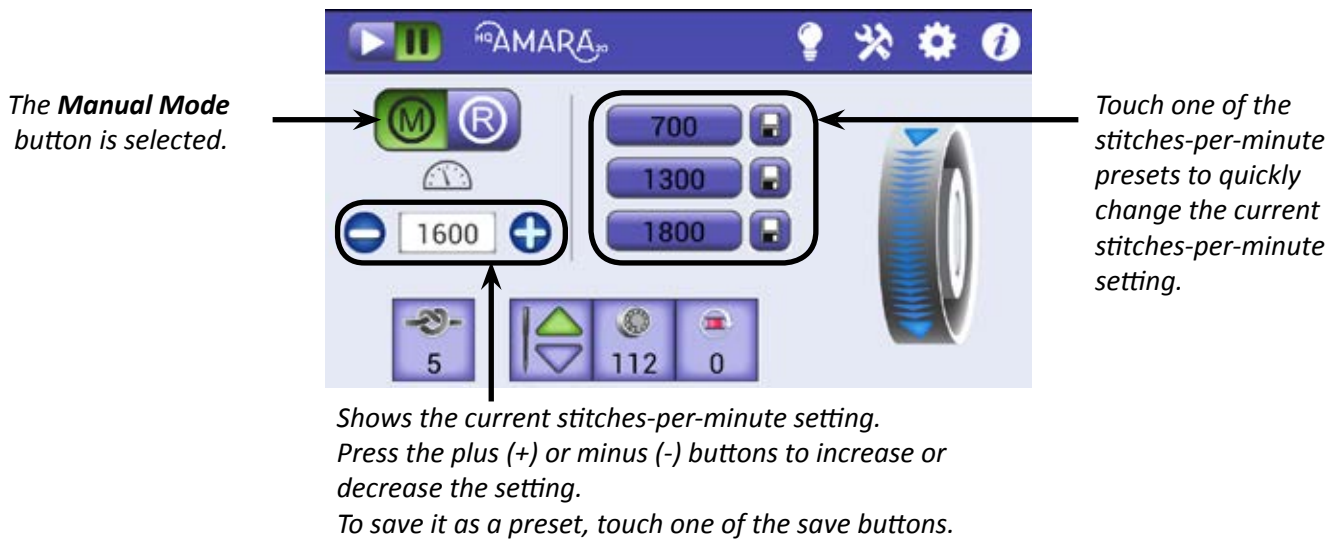 HQ AMARA 20
The Manual Mode
button is selected.
M R
700
1300
1800
1600
5
112
0
Touch one of the
stitches-per-minute
presets to quickly
change the current
stitches-per-minute
setting.
Shows the current stitches-per-minute setting.
Press the plus (+) or minus (-) buttons to increase or
decrease the setting.
To save it as a preset, touch one of the save buttons.